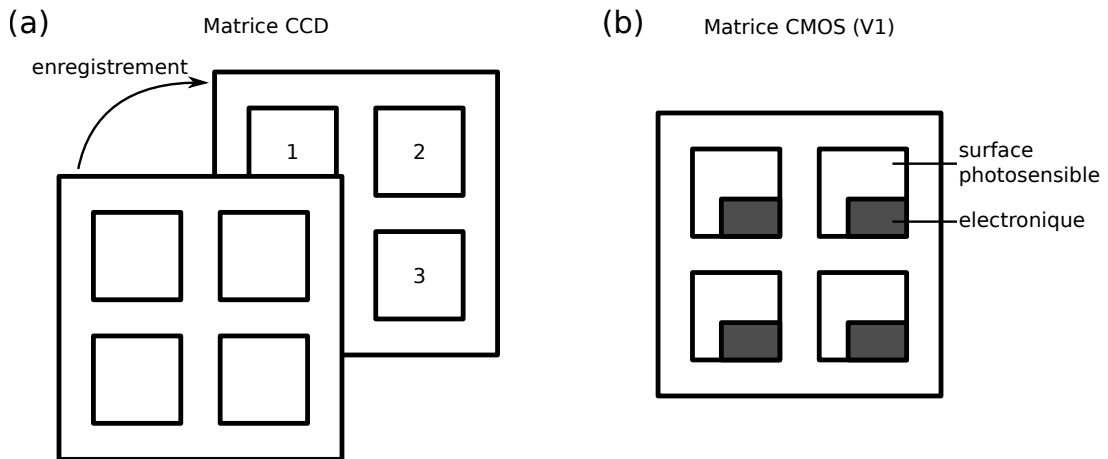 (a)
Matrice CCD
enregistrement
1
2
3
(b)
Matrice CMOS (V1)
surface
photosensible
electronique